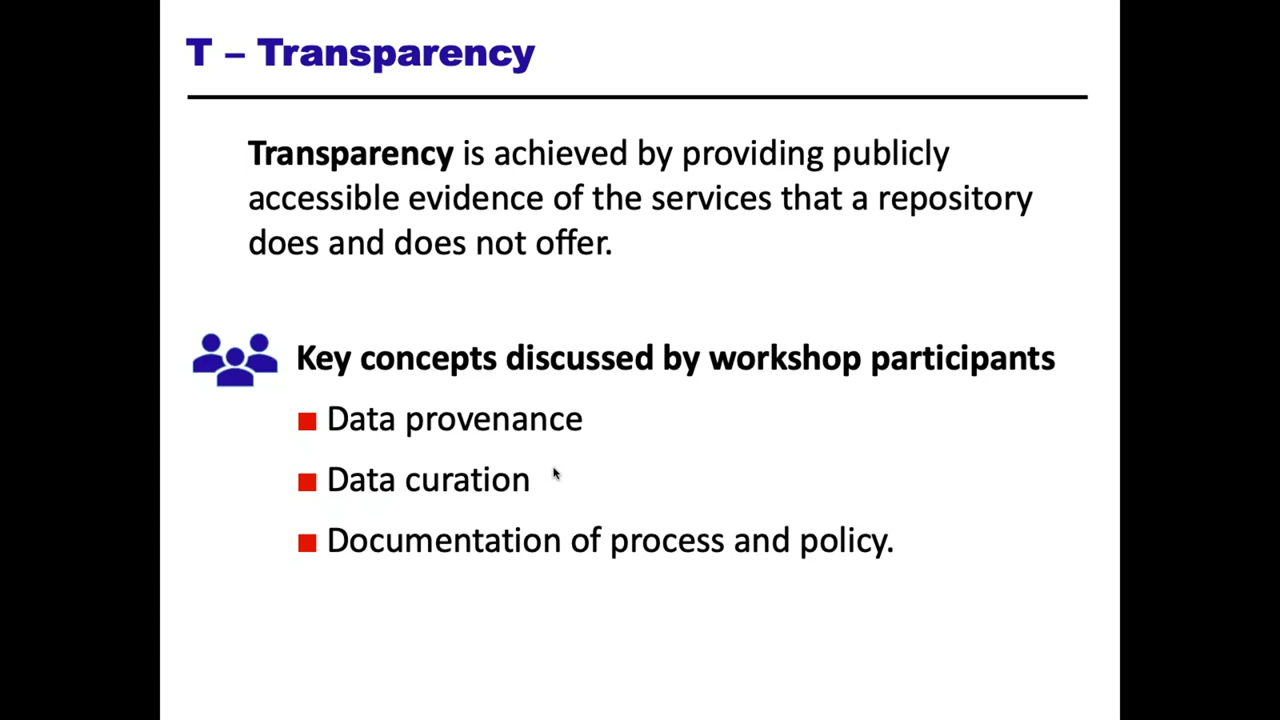 T – Transparency
Transparency is achieved by providing publicly
accessible evidence of the services that a repository
does and does not offer.
Key concepts discussed by workshop participants
Data provenance
Data curation
Documentation of process and policy.